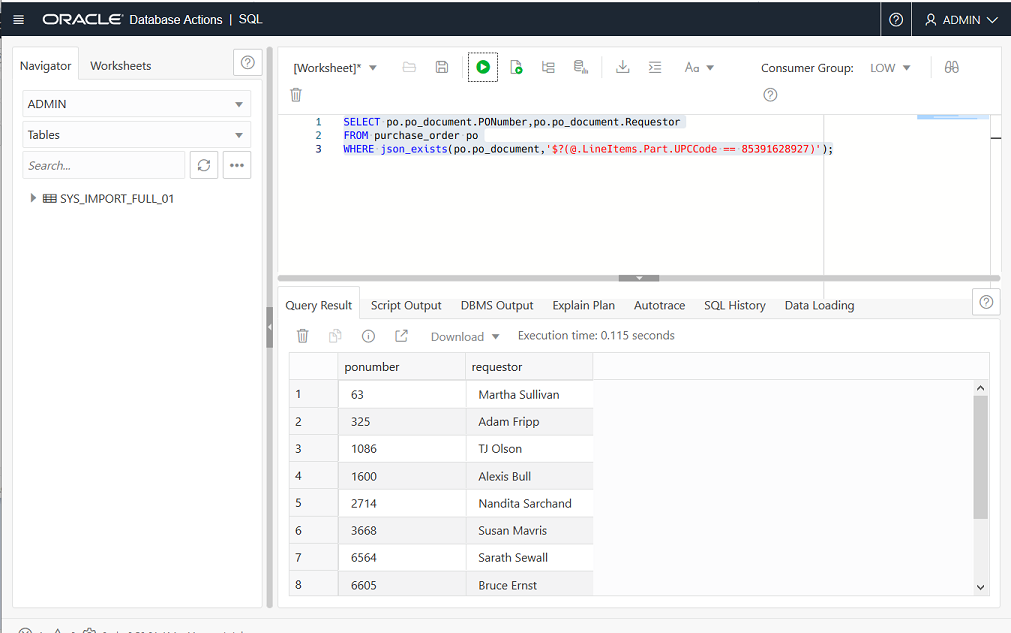 ORACLE Database Actions | SQL
ADMIN
Navigator
Worksheets
ADMIN
Tables
Search...
SYS_IMPORT_FULL_01
[Worksheet]*
Aa
Consumer Group:
LOW
1 SELECT po.po_document.PONumber,po.po_document.Requestor
2 FROM purchase_order po
3 WHERE json_exists(po.po_document,'$?(@.LineItems.Part.UPCCode == 85391628927)');
Query Result
Script Output
DBMS Output
Explain Plan
Autotrace
SQL History
Data Loading
Download
Execution time: 0.115 seconds
ponumber requestor
1 63 Martha Sullivan
2 325 Adam Fripp
3 1086 TJ Olson
4 1600 Alexis Bull
5 2714 Nandita Sarchand
6 3668 Susan Mavris
7 6564 Sarath Sewall
8 6605 Bruce Ernst